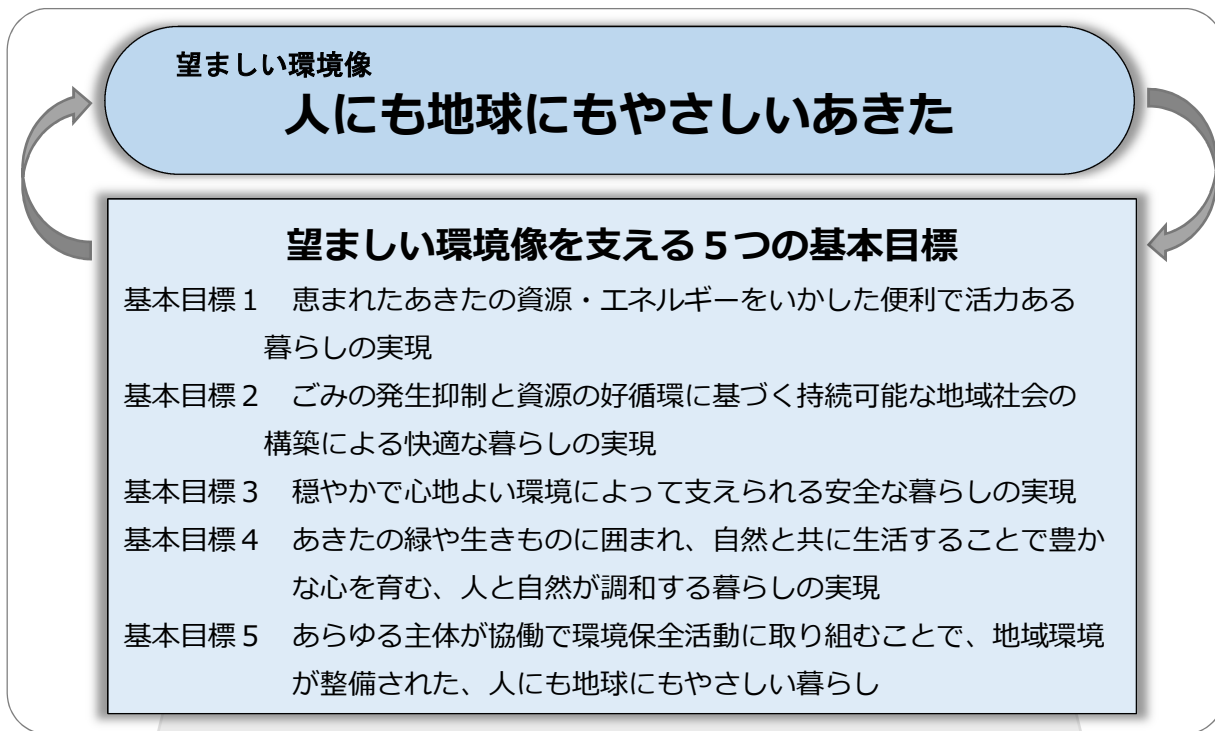 望ましい環境像
人にも地球にもやさしいあきた
望ましい環境像を支える５つの基本目標
基本目標１　恵まれたあきたの資源・エネルギーをいかした便利で活力ある
暮らしの実現
基本目標２　ごみの発生抑制と資源の好循環に基づく持続可能な地域社会の
構築による快適な暮らしの実現
基本目標３　穏やかで心地よい環境によって支えられる安全な暮らしの実現
基本目標４　あきたの緑や生きものに囲まれ、自然と共に生活することで豊か
な心を育む、人と自然が調和する暮らしの実現
基本目標５　あらゆる主体が協働で環境保全活動に取り組むことで、地域環境
が整備された、人にも地球にもやさしい暮らし